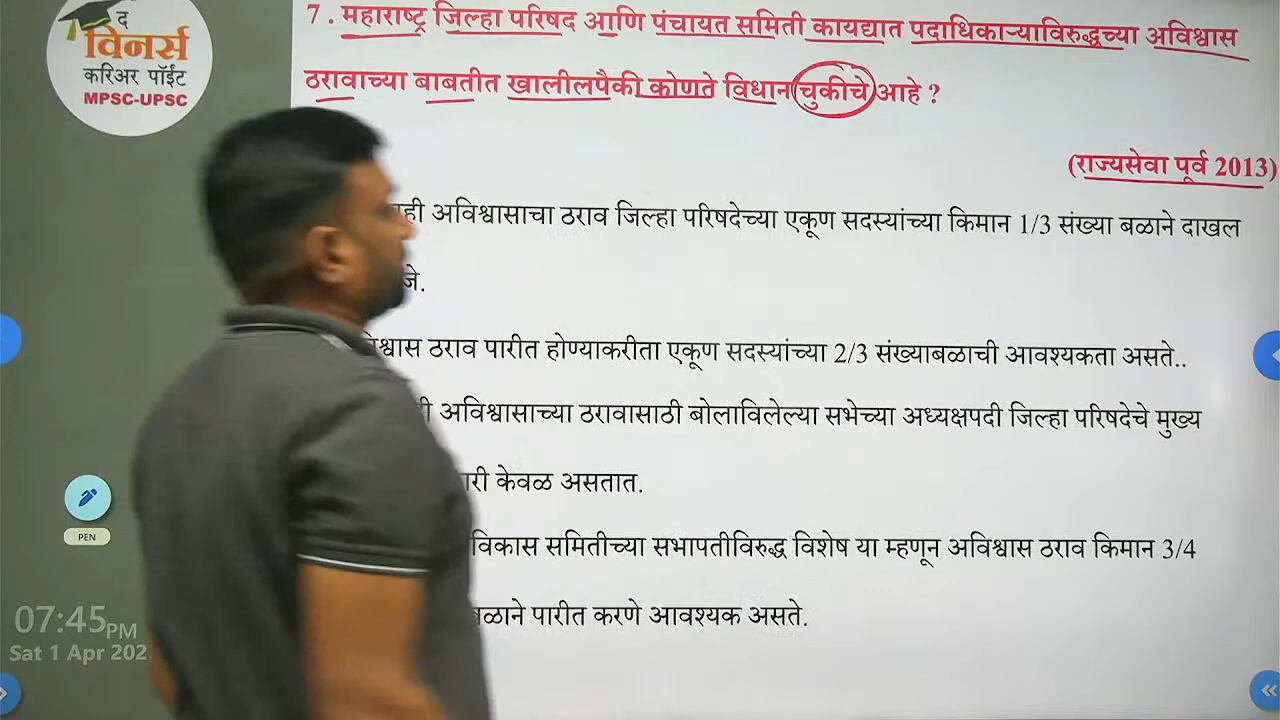 द
विनर्स
करिअर पॉईंट
MPSC-UPSC
7. महाराष्ट्र जिल्हा परिषद आणि पंचायत समिती कायद्यात पदाधिकाऱ्याविरुद्धच्या अविश्वास
ठरावाच्या बाबतीत खालीलपैकी कोणते विधान चुकीचे आहे ?
(राज्यसेवा पूर्व 2013)
अविश्वासाचा ठराव जिल्हा परिषदेच्या एकूण सदस्यांच्या किमान 1/3 संख्या बळाने दाखल
ठराव पारीत होण्याकरीता एकूण सदस्यांच्या 2/3 संख्याबळाची आवश्यकता असते..
अविश्वासाच्या ठरावासाठी बोलाविलेल्या सभेच्या अध्यक्षपदी जिल्हा परिषदेचे मुख्य
केवळ असतात.
विकास समितीच्या सभापतीविरुद्ध विशेष या म्हणून अविश्वास ठराव किमान 3/4
पारीत करणे आवश्यक असते.
PEN
07:45PM
Sat 1 Apr 202